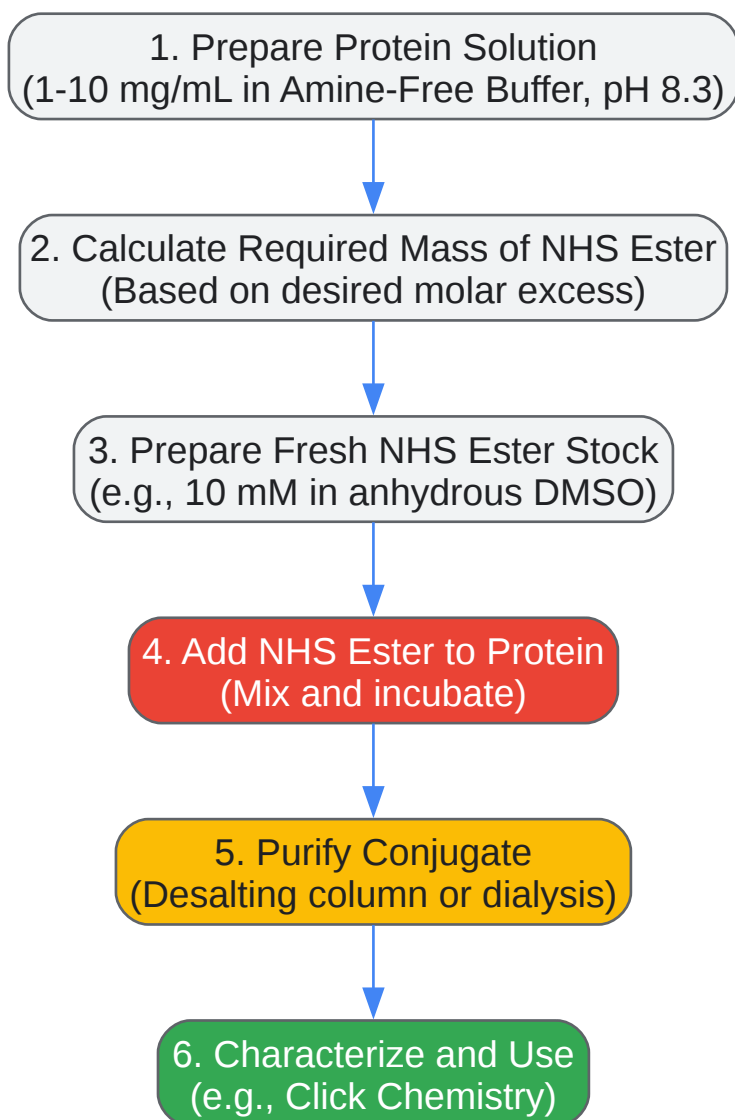 1. Prepare Protein Solution
(1-10 mg/mL in Amine-Free Buffer, pH 8.3)
2. Calculate Required Mass of NHS Ester
(Based on desired molar excess)
3. Prepare Fresh NHS Ester Stock
(e.g., 10 mM in anhydrous DMSO)
4. Add NHS Ester to Protein
(Mix and incubate)
5. Purify Conjugate
(Desalting column or dialysis)
6. Characterize and Use
(e.g., Click Chemistry)